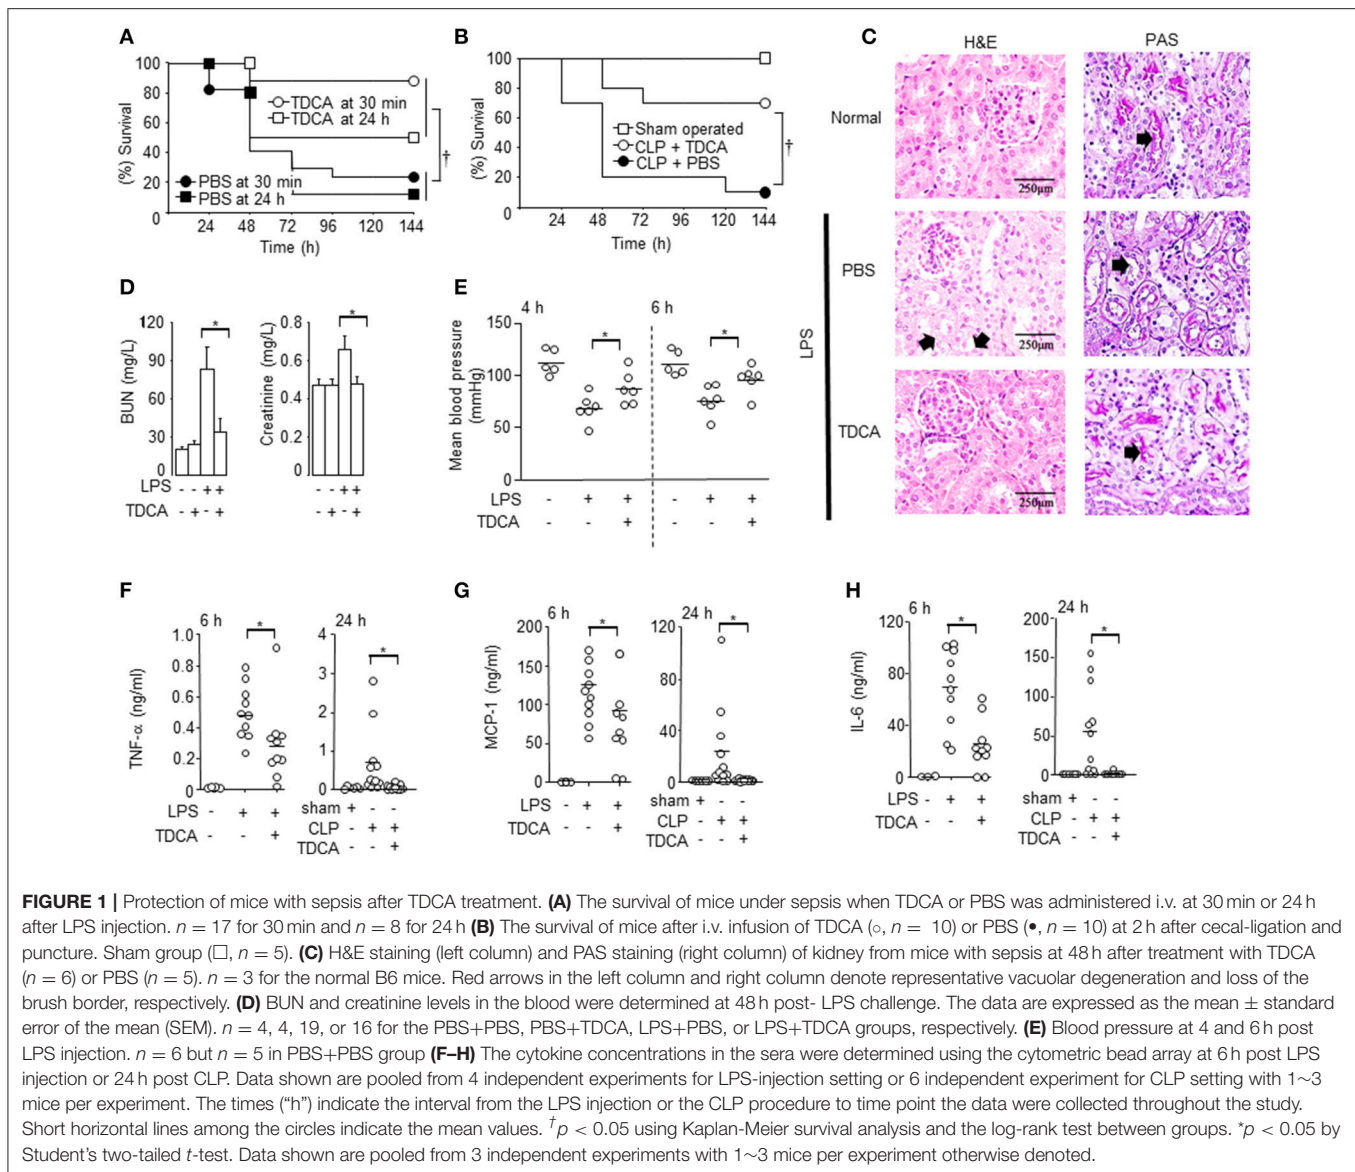 A
(%) Survival
100
80
60
40
20
0
TDCA at 30 min
TDCA at 24 h
†
PBS at 30 min
PBS at 24 h
24 48 72 96 120 144
Time (h)
B
(%) Survival
100
80
60
40
20
0
Sham operated
CLP + TDCA
CLP + PBS
†
24 48 72 96 120 144
Time (h)
C
H&E PAS
Normal
250μm
LPS
PBS
250μm
TDCA
250μm
D
BUN (mg/L)
120
90
60
30
0
*
Creatinine (mg/L)
0.8
0.6
0.4
0.2
0
*
LPS - - + + - - + +
TDCA - + - + - + - +
E
Mean blood pressure
(mmHg)
4 h 6 h
150
100
50
0
* *
LPS - + + - + +
TDCA - - + - - +
F
TNF-α (ng/ml)
6 h
1.0
0.8
0.6
0.4
0.2
0
*
LPS - + +
TDCA - - +
24 h
4
3
2
1
0
*
sham + - -
CLP - + +
TDCA - - +
G
MCP-1 (ng/ml)
6 h
200
150
100
50
0
*
LPS - + +
TDCA - - +
24 h
120
80
40
0
*
sham + - -
CLP - + +
TDCA - - +
H
IL-6 (ng/ml)
6 h
120
80
40
0
*
LPS - + +
TDCA - - +
24 h
200
150
100
50
0
*
sham + - -
CLP - + +
TDCA - - +
FIGURE 1 | Protection of mice with sepsis after TDCA treatment. (A) The survival of mice under sepsis when TDCA or PBS was administered i.v. at 30 min or 24 h
after LPS injection. n = 17 for 30 min and n = 8 for 24 h (B) The survival of mice after i.v. infusion of TDCA (○, n = 10) or PBS (●, n = 10) at 2 h after cecal-ligation and
puncture. Sham group (□, n = 5). (C) H&E staining (left column) and PAS staining (right column) of kidney from mice with sepsis at 48 h after treatment with TDCA
(n = 6) or PBS (n = 5). n = 3 for the normal B6 mice. Red arrows in the left column and right column denote representative vacuolar degeneration and loss of the
brush border, respectively. (D) BUN and creatinine levels in the blood were determined at 48 h post- LPS challenge. The data are expressed as the mean ± standard
error of the mean (SEM). n = 4, 4, 19, or 16 for the PBS+PBS, PBS+TDCA, LPS+PBS, or LPS+TDCA groups, respectively. (E) Blood pressure at 4 and 6 h post
LPS injection. n = 6 but n = 5 in PBS+PBS group (F–H) The cytokine concentrations in the sera were determined using the cytometric bead array at 6 h post LPS
injection or 24 h post CLP. Data shown are pooled from 4 independent experiments for LPS-injection setting or 6 independent experiment for CLP setting with 1~3
mice per experiment. The times (“h”) indicate the interval from the LPS injection or the CLP procedure to time point the data were collected throughout the study.
Short horizontal lines among the circles indicate the mean values. †p < 0.05 using Kaplan-Meier survival analysis and the log-rank test between groups. *p < 0.05 by
Student’s two-tailed t-test. Data shown are pooled from 3 independent experiments with 1~3 mice per experiment otherwise denoted.